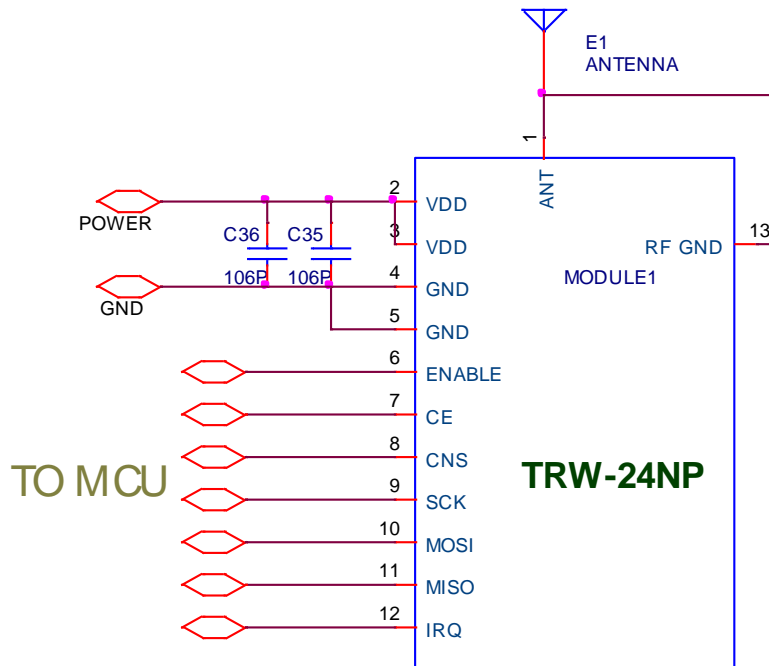 E1
ANTENNA
1
ANT
POWER
2
VDD
C36
C35
3
VDD
RF GND
13
106P
106P
4
GND
MODULE1
GND
5
GND
6
ENABLE
7
CE
TO MCU
8
CNS
TRW-24NP
9
SCK
10
MOSI
11
MISO
12
IRQ